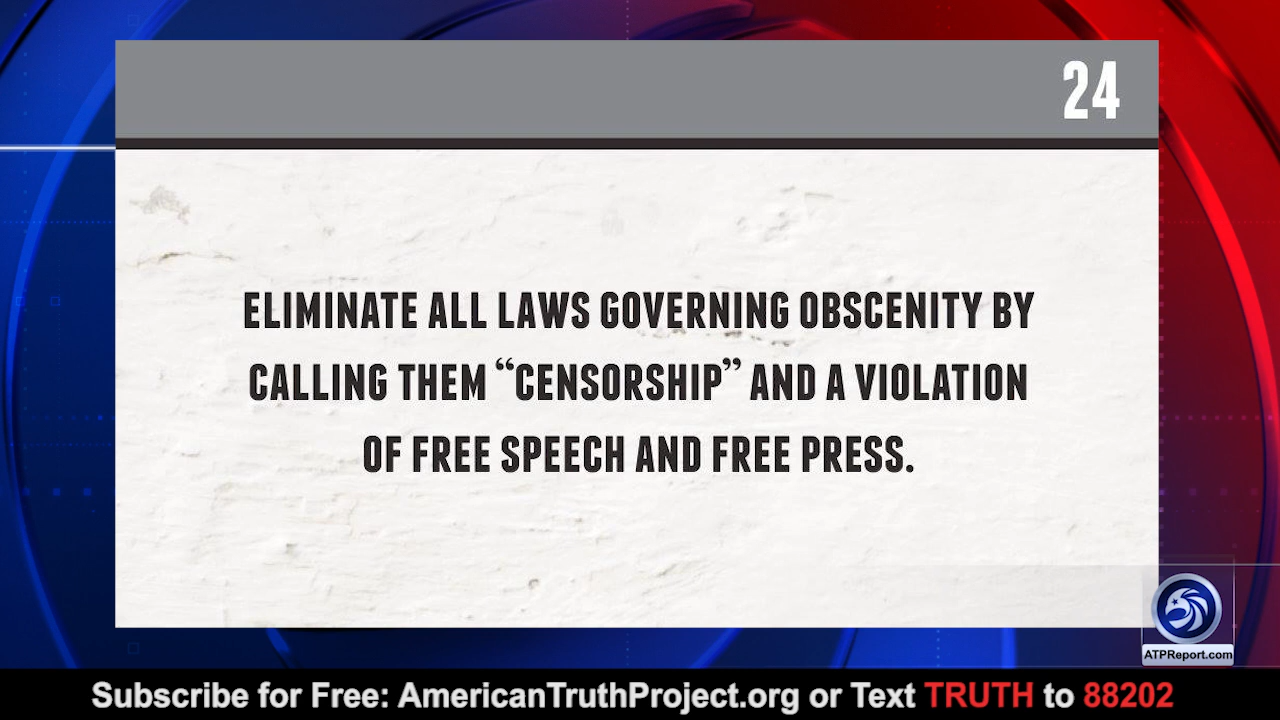 24
ELIMINATE ALL LAWS GOVERNING OBSCENITY BY
CALLING THEM “CENSORSHIP” AND A VIOLATION
OF FREE SPEECH AND FREE PRESS.
ATPReport.com
Subscribe for Free: AmericanTruthProject.org or Text TRUTH to 88202